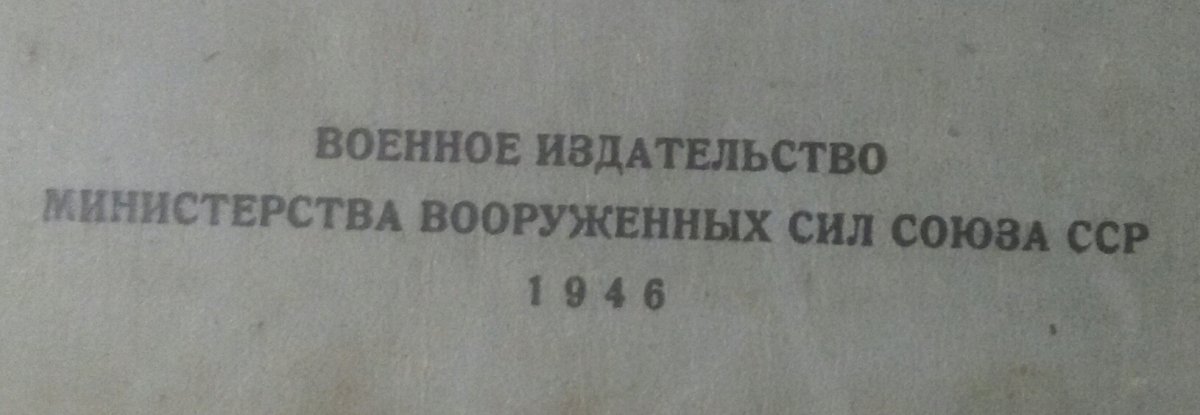 ВОЕННОЕ ИЗДАТЕЛЬСТВО
МИНИСТЕРСТВА ВООРУЖЕННЫХ СИЛ СОЮЗА ССР
1946